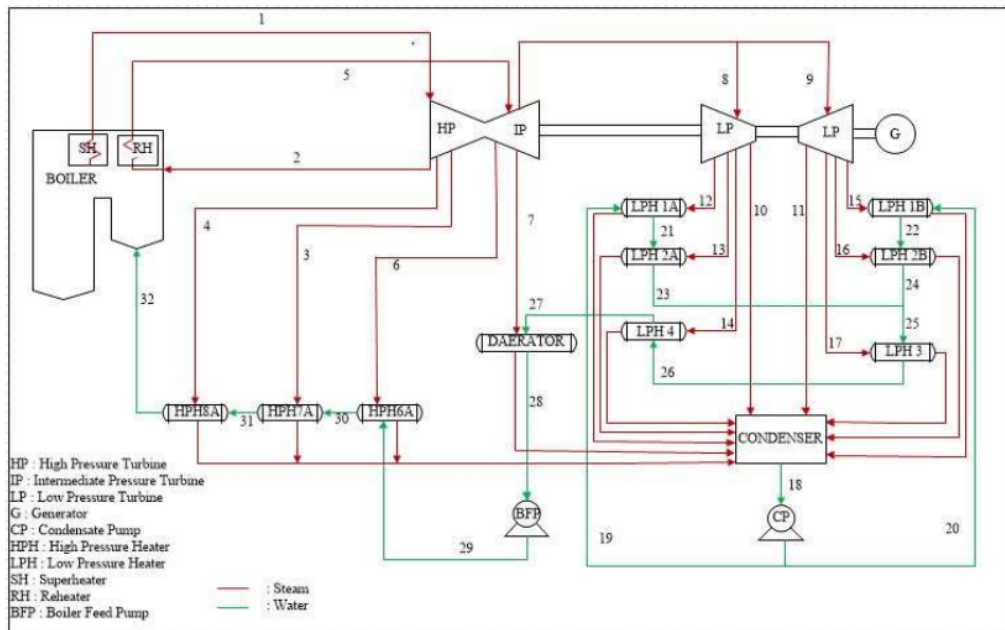 1
5
8
9
HP
IP
LP
LP
G
SH
RH
BOILER
2
4
3
6
7
10
11
12
LPH 1A
15
LPH 1B
21
22
13
LPH 2A
16
LPH 2B
23
24
32
27
14
LPH 4
25
17
LPH 3
DAERATOR
26
28
HPH8A
31
HPH7A
30
HPH6A
CONDENSER
18
BFP
CP
29
19
20
HP : High Pressure Turbine
IP : Intermediate Pressure Turbine
LP : Low Pressure Turbine
G : Generator
CP : Condensate Pump
HPH : High Pressure Heater
LPH : Low Pressure Heater
SH : Superheater
RH : Reheater
BFP : Boiler Feed Pump
: Steam
: Water